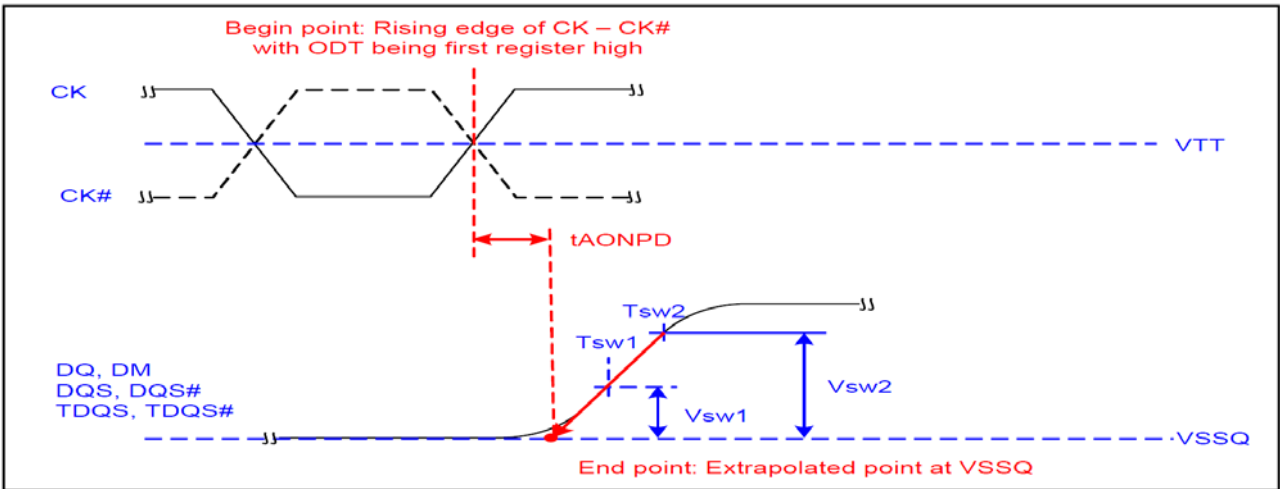 Begin point: Rising edge of CK – CK#
with ODT being first register high
CK
VTT
CK#
tAONPD
Tsw2
Tsw1
DQ, DM
DQS, DQS#
TDQS, TDQS#
Vsw2
Vsw1
VSSQ
End point: Extrapolated point at VSSQ